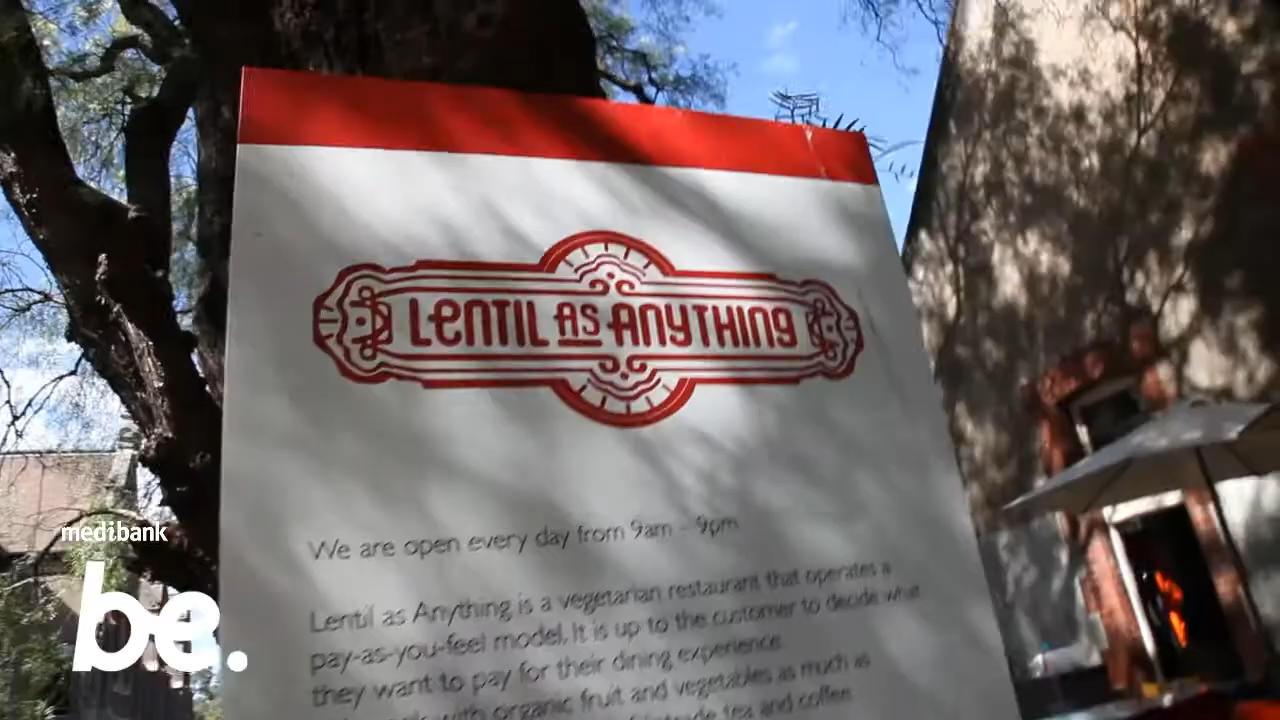 LENTIL AS ANYTHING
We are open every day from 9am - 9pm
Lentil as Anything is a vegetarian restaurant that operates a
pay-as-you-feel model. It is up to the customer to decide what
they want to pay for their dining experience.
with organic fruit and vegetables as much as
tea and coffee
medibank
be.